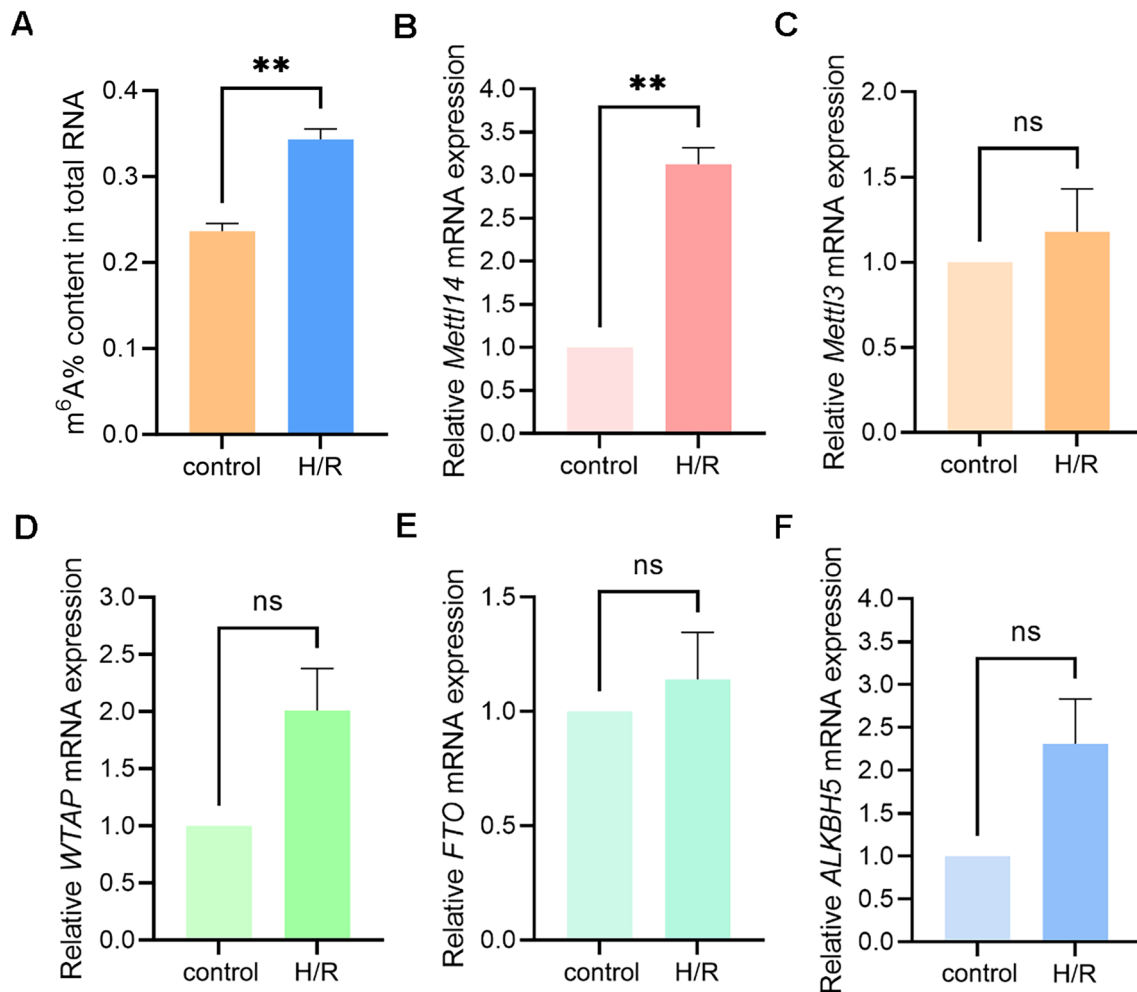 A
m⁶A% content in total RNA
0.4
0.3
0.2
0.1
0.0
**
control H/R
B
Relative Mettl14 mRNA expression
4.0
3.5
3.0
2.5
2.0
1.5
1.0
0.5
0.0
**
control H/R
C
Relative Mettl3 mRNA expression
2.0
1.5
1.0
0.5
0.0
ns
control H/R
D
Relative WTAP mRNA expression
3.0
2.5
2.0
1.5
1.0
0.5
0.0
ns
control H/R
E
Relative FTO mRNA expression
1.5
1.0
0.5
0.0
ns
control H/R
F
Relative ALKBH5 mRNA expression
4.0
3.5
3.0
2.5
2.0
1.5
1.0
0.5
0.0
ns
control H/R